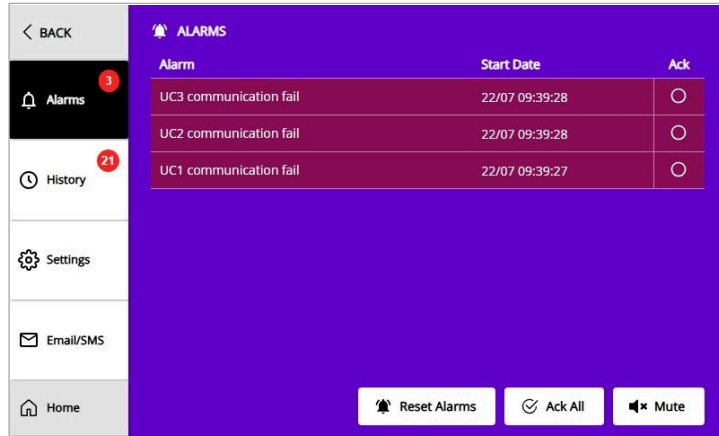 BACK
ALARMS
Alarm Start Date Ack
3
Alarms
UC3 communication fail 22/07 09:39:28
UC2 communication fail 22/07 09:39:28
UC1 communication fail 22/07 09:39:27
21
History
Settings
Email/SMS
Home
Reset Alarms Ack All Mute